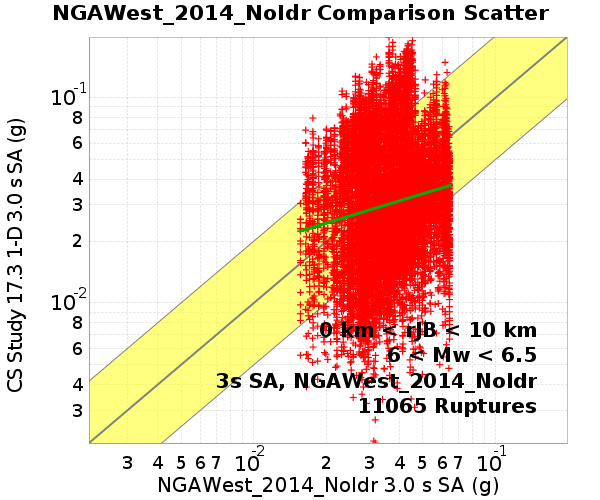 NGAWest_2014_NoIdr Comparison Scatter
CS Study 17.3 1-D 3.0 s SA (g)
10-1
8
6
4
3
2
10-2
8
6
4
3
0 km < rJB < 10 km
6 < Mw < 6.5
3s SA, NGAWest_2014_NoIdr
11065 Ruptures
3 4 5 6 7 10-2 2 3 4 5 6 7 10-1
NGAWest_2014_NoIdr 3.0 s SA (g)